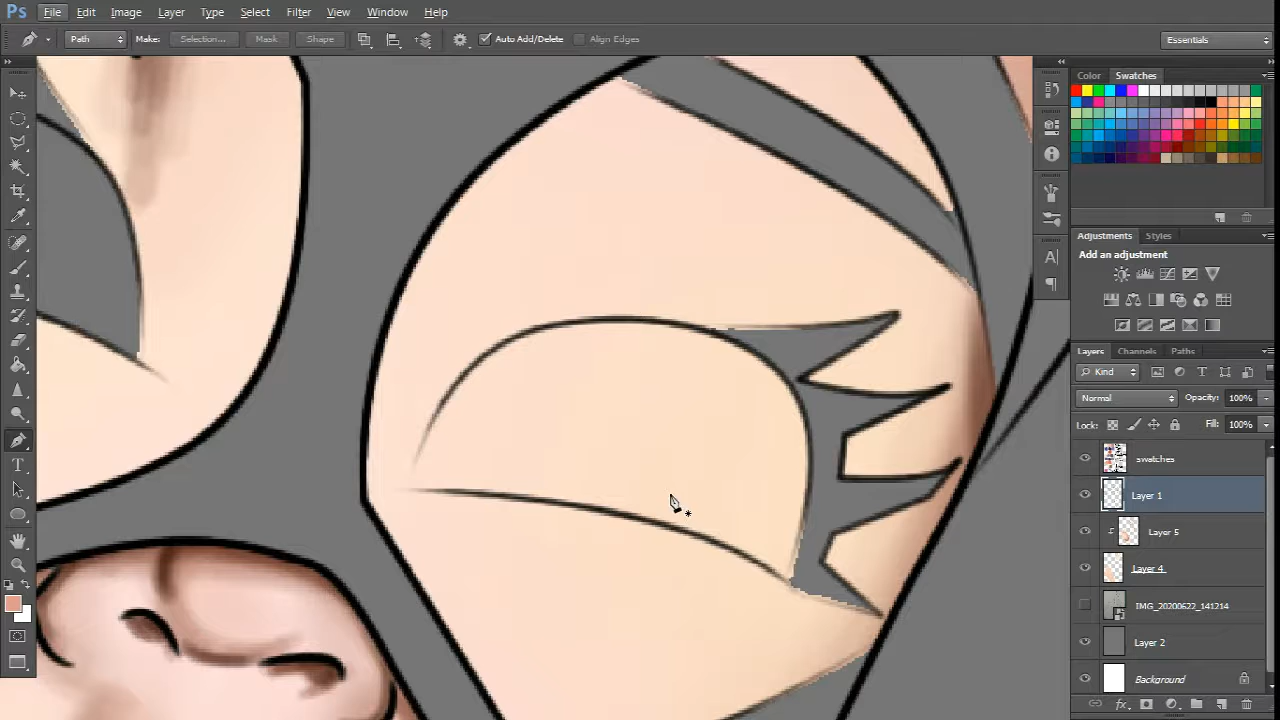 Ps File Edit Image Layer Type Select Filter View Window Help
Path Make: Selection... Mask Shape Auto Add/Delete Align Edges Essentials
Color Swatches
Adjustments Styles
Add an adjustment
Layers Channels Paths
Kind
Normal Opacity: 100%
Lock: Fill: 100%
swatches
Layer 1
Layer 5
Layer 4
IMG_20200622_141214
Layer 2
Background